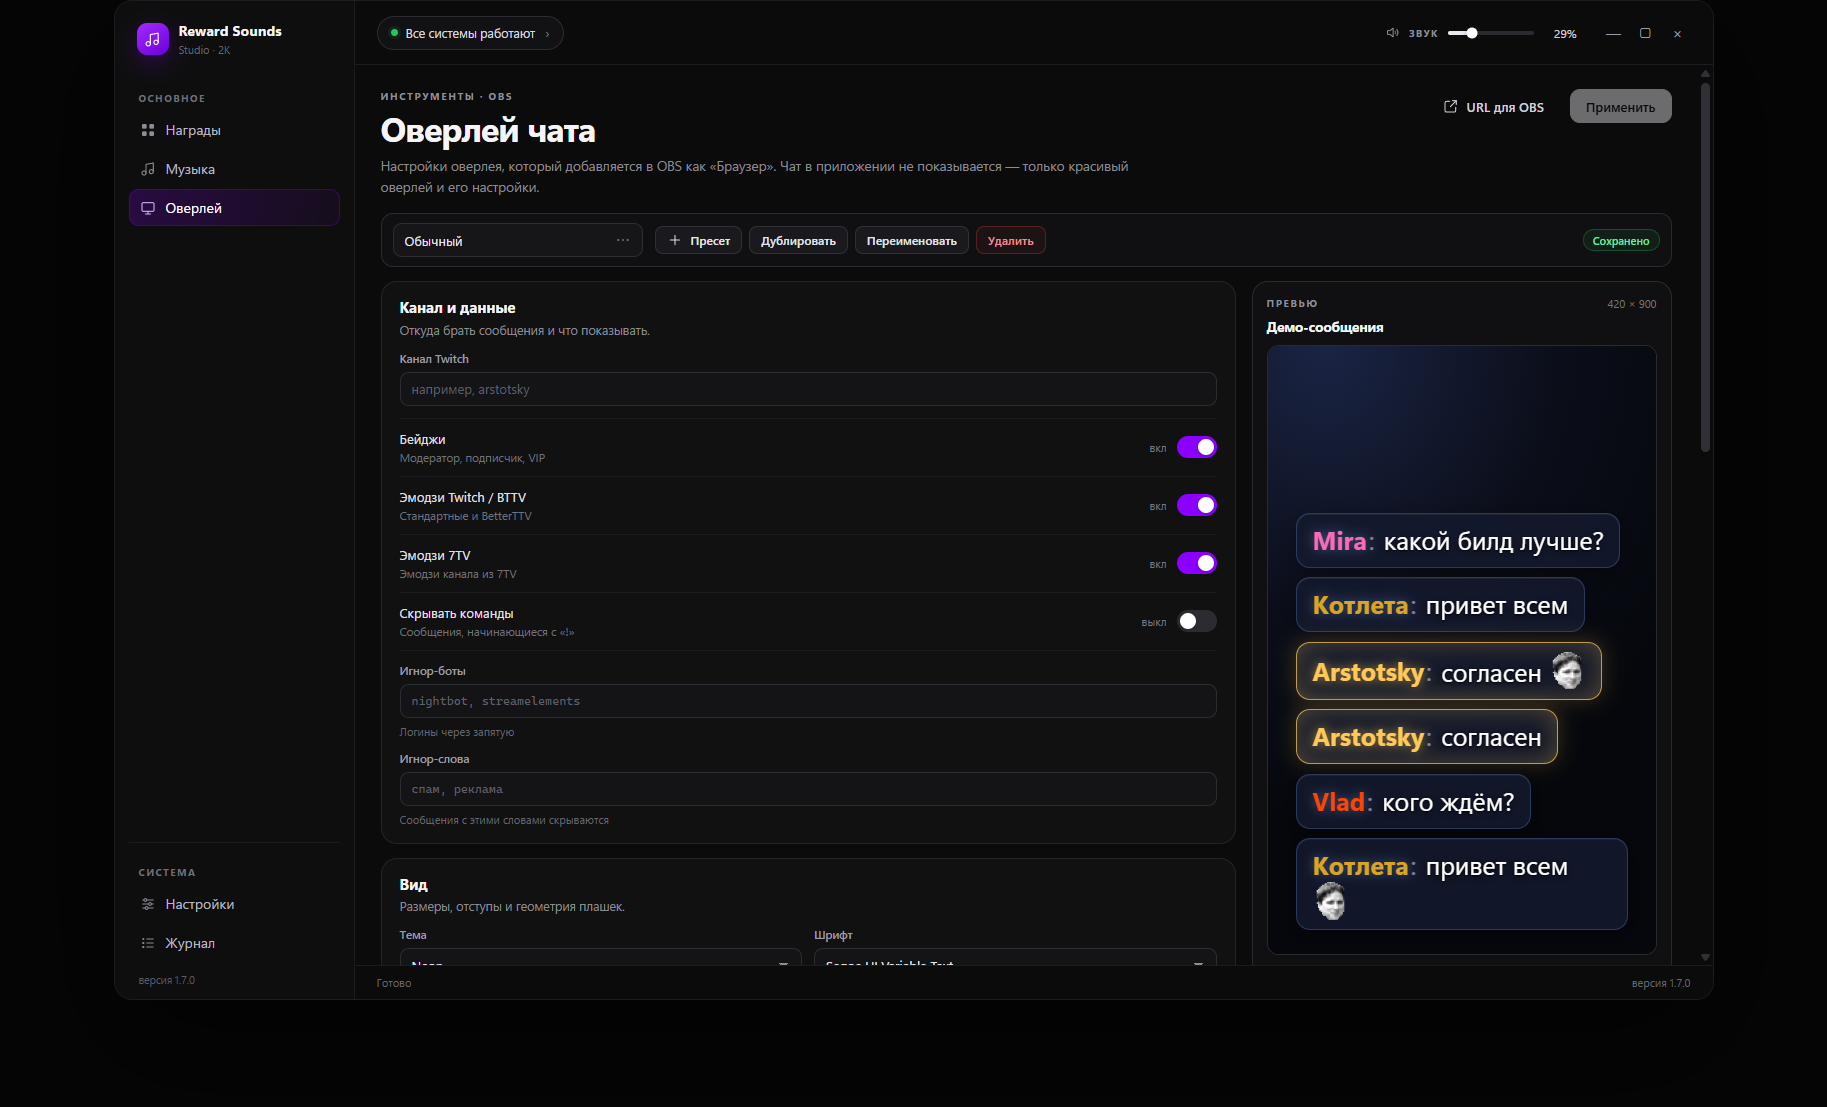 Reward Sounds
Studio · 2K
ОСНОВНОЕ
Награды
Музыка
Оверлей
СИСТЕМА
Настройки
Журнал
версия 1.7.0
Все системы работают ›
ЗВУК 29%
ИНСТРУМЕНТЫ · OBS
Оверлей чата
Настройки оверлея, который добавляется в OBS как «Браузер». Чат в приложении не показывается — только красивый
оверлей и его настройки.
URL для OBS
Применить
Обычный ···
+ Пресет
Дублировать
Переименовать
Удалить
Сохранено
Канал и данные
Откуда брать сообщения и что показывать.
Канал Twitch
например, arstotsky
Бейджи
Модератор, подписчик, VIP
вкл
Эмодзи Twitch / BTTV
Стандартные и BetterTTV
вкл
Эмодзи 7TV
Эмодзи канала из 7TV
вкл
Скрывать команды
Сообщения, начинающиеся с «!»
выкл
Игнор-боты
nightbot, streamelements
Логины через запятую
Игнор-слова
спам, реклама
Сообщения с этими словами скрываются
Вид
Размеры, отступы и геометрия плашек.
Тема
Neon
Шрифт
Segoe UI Variable Text
ПРЕВЬЮ
420 × 900
Демо-сообщения
Mira: какой билд лучше?
Котлета: привет всем
Arstotsky: согласен
Arstotsky: согласен
Vlad: кого ждём?
Котлета: привет всем
Готово
версия 1.7.0